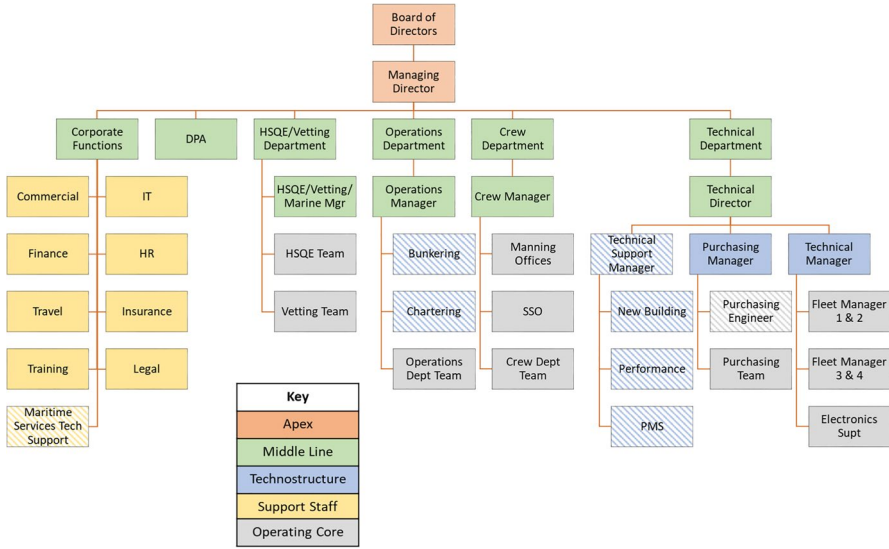 Board of
Directors
Managing
Director
Corporate
Functions
DPA
HSQE/Vetting
Department
Operations
Department
Crew
Department
Technical
Department
Commercial
IT
HSQE/Vetting/
Marine Mgr
Operations
Manager
Crew Manager
Technical
Director
Finance
HR
HSQE Team
Bunkering
Manning
Offices
Technical
Support
Manager
Purchasing
Manager
Technical
Manager
Travel
Insurance
Vetting Team
Chartering
SSO
New Building
Purchasing
Engineer
Fleet Manager
1 & 2
Training
Legal
Operations
Dept Team
Crew Dept
Team
Performance
Purchasing
Team
Fleet Manager
3 & 4
Maritime
Services Tech
Support
PMS
Electronics
Supt
Key
Apex
Middle Line
Technostructure
Support Staff
Operating Core